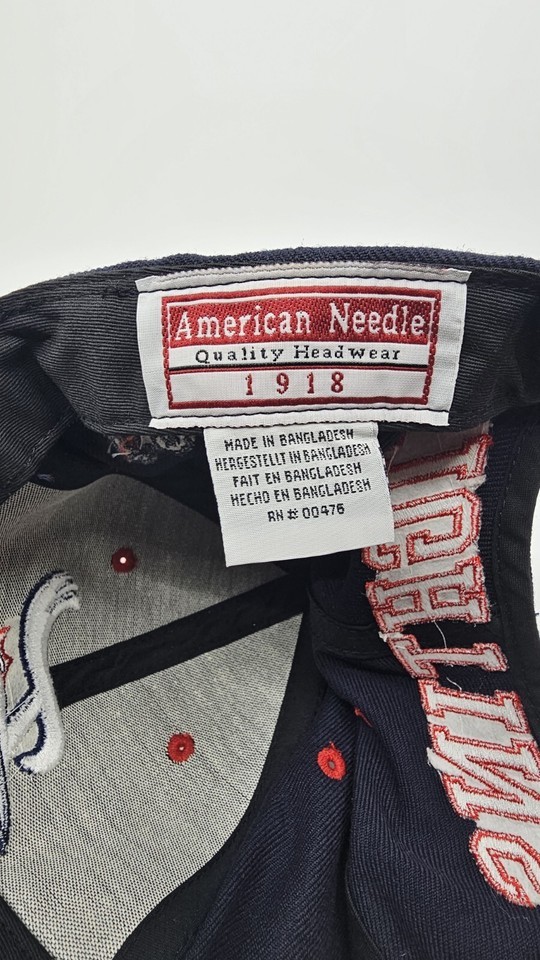 American Needle
Quality HeadWear
1918
MADE IN BANGLADESH
HERGESTELLT IN BANGLADESH
FAIT EN BANGLADESH
HECHO EN BANGLADESH
RN # 00476